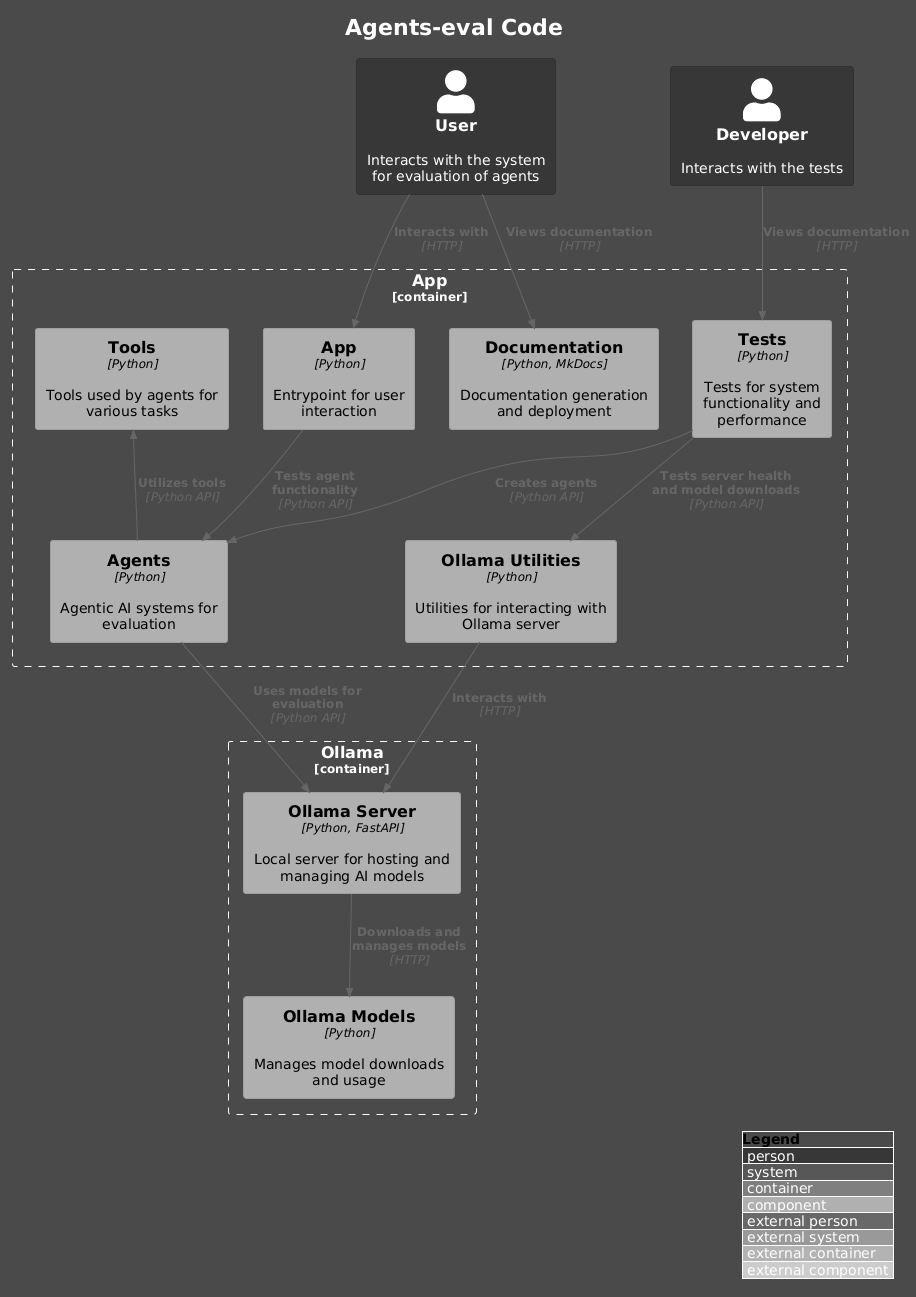 Agents-eval Code
User
Interacts with the system
for evaluation of agents
Developer
Interacts with the tests
Interacts with
[HTTP]
Views documentation
[HTTP]
Views documentation
[HTTP]
App
[container]
Tools
[Python]
Tools used by agents for
various tasks
App
[Python]
Entrypoint for user
interaction
Documentation
[Python, MkDocs]
Documentation generation
and deployment
Tests
[Python]
Tests for system
functionality and
performance
Utilizes tools
[Python API]
Tests agent
functionality
[Python API]
Creates agents
[Python API]
Tests server health
and model downloads
[Python API]
Agents
[Python]
Agentic AI systems for
evaluation
Ollama Utilities
[Python]
Utilities for interacting with
Ollama server
Uses models for
evaluation
[Python API]
Interacts with
[HTTP]
Ollama
[container]
Ollama Server
[Python, FastAPI]
Local server for hosting and
managing AI models
Downloads and
manages models
[HTTP]
Ollama Models
[Python]
Manages model downloads
and usage
Legend
person
system
container
component
external person
external system
external container
external component